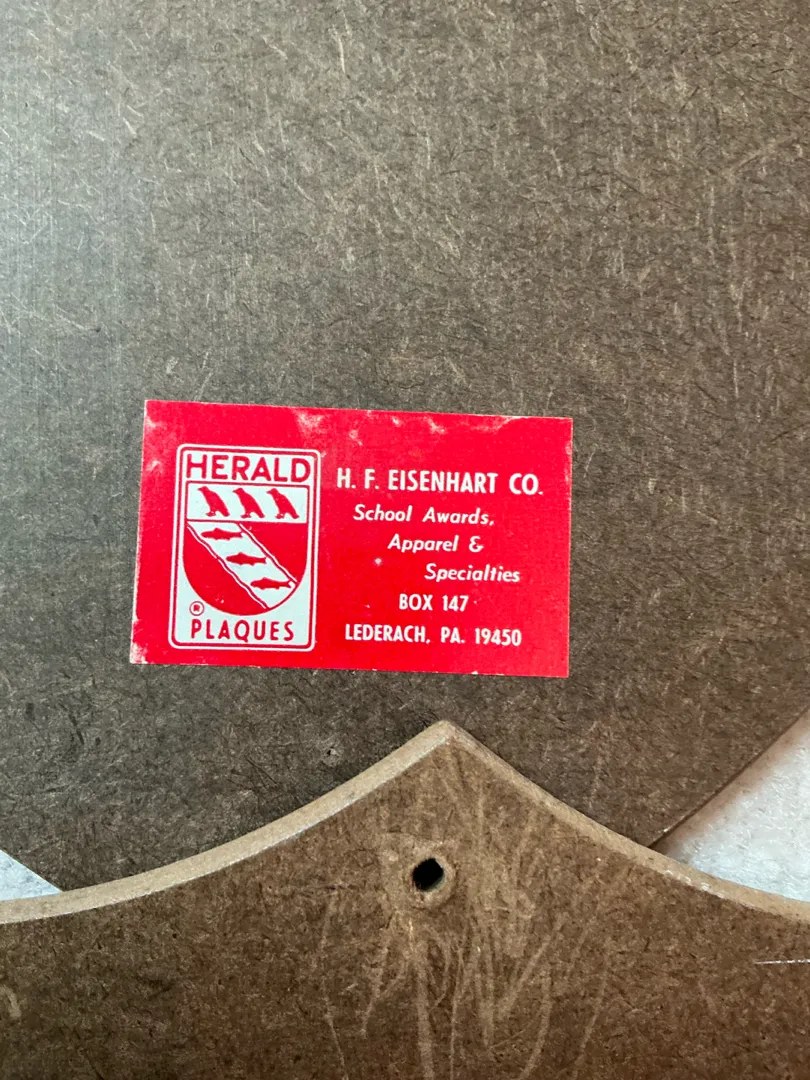 HERALD
® PLAQUES
H. F. EISENHART CO.
School Awards,
Apparel &
Specialties
BOX 147
LEDERACH, PA. 19450